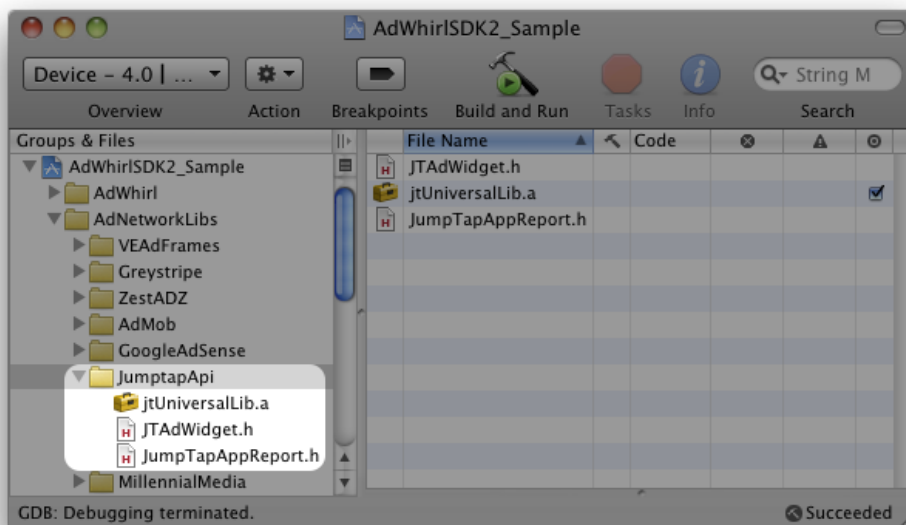 AdWhirlSDK2_Sample
Device - 4.0 | ...
Overview
Action
Breakpoints
Build and Run
Tasks
Info
String M
Search
Groups & Files
AdWhirlSDK2_Sample
AdWhirl
AdNetworkLibs
VEAdFrames
Greystripe
ZestADZ
AdMob
GoogleAdSense
JumptapApi
jtUniversalLib.a
JTAdWidget.h
JumpTapAppReport.h
MillennialMedia
File Name
Code
JTAdWidget.h
jtUniversalLib.a
JumpTapAppReport.h
GDB: Debugging terminated.
Succeeded